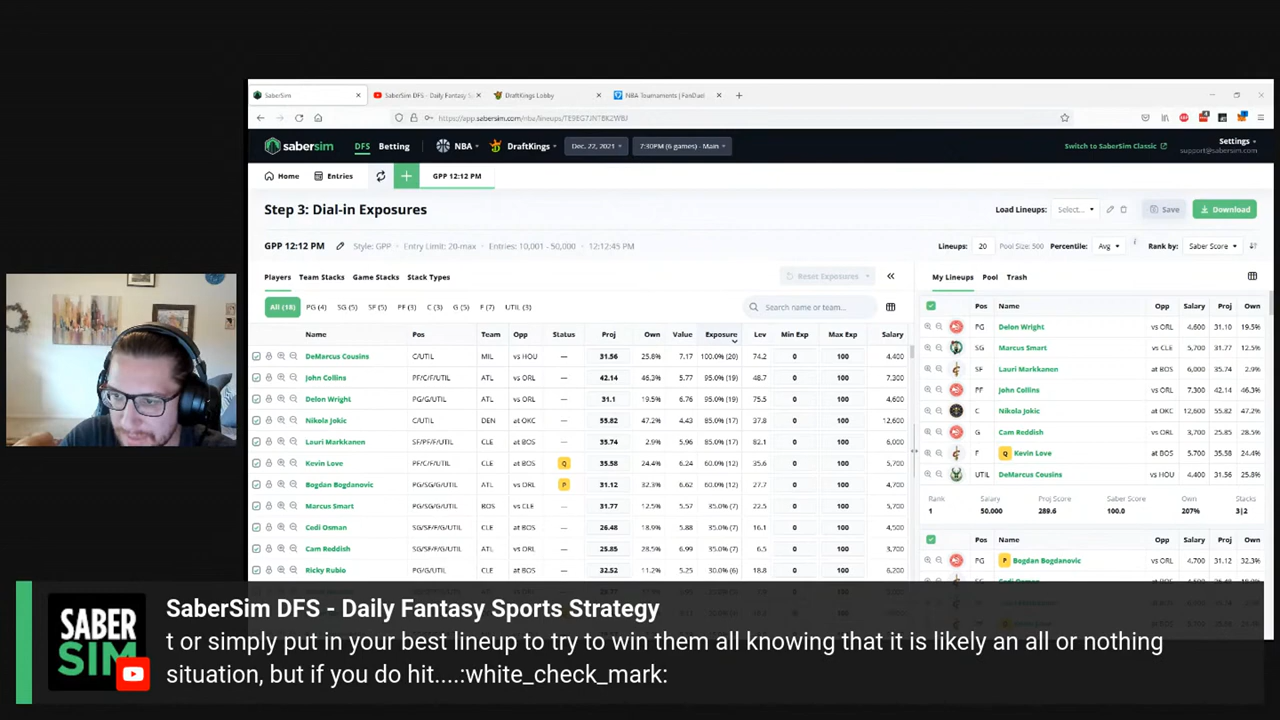 SaberSim
SaberSim DFS - Daily Fantasy S
DraftKings Lobby
NBA Tournaments | FanDuel
https://app.sabersim.com/nba/lineups/
sabersim
DFS
Betting
NBA
DraftKings
Dec. 22, 2021
7:30PM (6 games) - Main
Switch to SaberSim Classic
Settings
support@sabersim.com
Home
Entries
GPP 12:12 PM
Step 3: Dial-in Exposures
Load Lineups:
Select...
Save
Download
GPP 12:12 PM
Style: GPP
Entry Limit: 20-max
Entries: 10,001 - 50,000
12:12:45 PM
Lineups: 20
Pool Size: 500
Percentile: Avg
Rank by: Saber Score
Players
Team Stacks
Game Stacks
Stack Types
Reset Exposures
My Lineups
Pool
Trash
All (18)
PG (4)
SG (5)
SF (5)
PF (3)
C (3)
G (5)
F (7)
UTIL (3)
Search name or team...
Name Pos Team Opp Status Proj Own Value Exposure Lev Min Exp Max Exp Salary
DeMarcus Cousins C/UTIL MIL vs HOU — 31.56 25.8% 7.17 100.0% (20) 74.2 0 100 4,400
John Collins PF/C/F/UTIL ATL vs ORL — 42.14 46.3% 5.77 95.0% (19) 48.7 0 100 7,300
Delon Wright PG/G/UTIL ATL vs ORL — 31.1 19.5% 6.76 95.0% (19) 75.5 0 100 4,600
Nikola Jokic C/UTIL DEN at OKC — 55.82 47.2% 4.43 85.0% (17) 37.8 0 100 12,600
Lauri Markkanen SF/PF/F/UTIL CLE at BOS — 35.74 2.9% 5.96 85.0% (17) 82.1 0 100 6,000
Kevin Love PF/C/F/UTIL CLE at BOS Q 35.58 24.4% 6.24 60.0% (12) 35.6 0 100 5,700
Bogdan Bogdanovic PG/SG/G/UTIL ATL vs ORL P 31.12 32.3% 6.62 60.0% (12) 27.7 0 100 4,700
Marcus Smart PG/SG/G/UTIL BOS vs CLE — 31.77 12.5% 5.57 35.0% (7) 22.5 0 100 5,700
Cedi Osman SG/SF/F/G/UTIL CLE at BOS — 26.48 18.9% 5.88 35.0% (7) 16.1 0 100 4,500
Cam Reddish SG/SF/F/G/UTIL ATL vs ORL — 25.85 28.5% 6.99 35.0% (7) 6.5 0 100 3,700
Ricky Rubio PG/G/UTIL CLE at BOS — 32.52 11.2% 5.25 30.0% (6) 18.8 0 100 6,200
Pos Name Opp Salary Proj Own
PG Delon Wright vs ORL 4,600 31.10 19.5%
SG Marcus Smart vs CLE 5,700 31.77 12.5%
SF Lauri Markkanen at BOS 6,000 35.74 2.9%
PF John Collins vs ORL 7,300 42.14 46.3%
C Nikola Jokic at OKC 12,600 55.82 47.2%
G Cam Reddish vs ORL 3,700 25.85 28.5%
F Q Kevin Love at BOS 5,700 35.58 24.4%
UTIL DeMarcus Cousins vs HOU 4,400 31.56 25.8%
Rank Salary Proj Score Saber Score Own Stacks
1 50,000 289.6 100.0 207% 3|2
Pos Name Opp Salary Proj Own
PG P Bogdan Bogdanovic vs ORL 4,700 31.12 32.3%
SABER
SIM
SaberSim DFS - Daily Fantasy Sports Strategy
t or simply put in your best lineup to try to win them all knowing that it is likely an all or nothing
situation, but if you do hit....:white_check_mark: